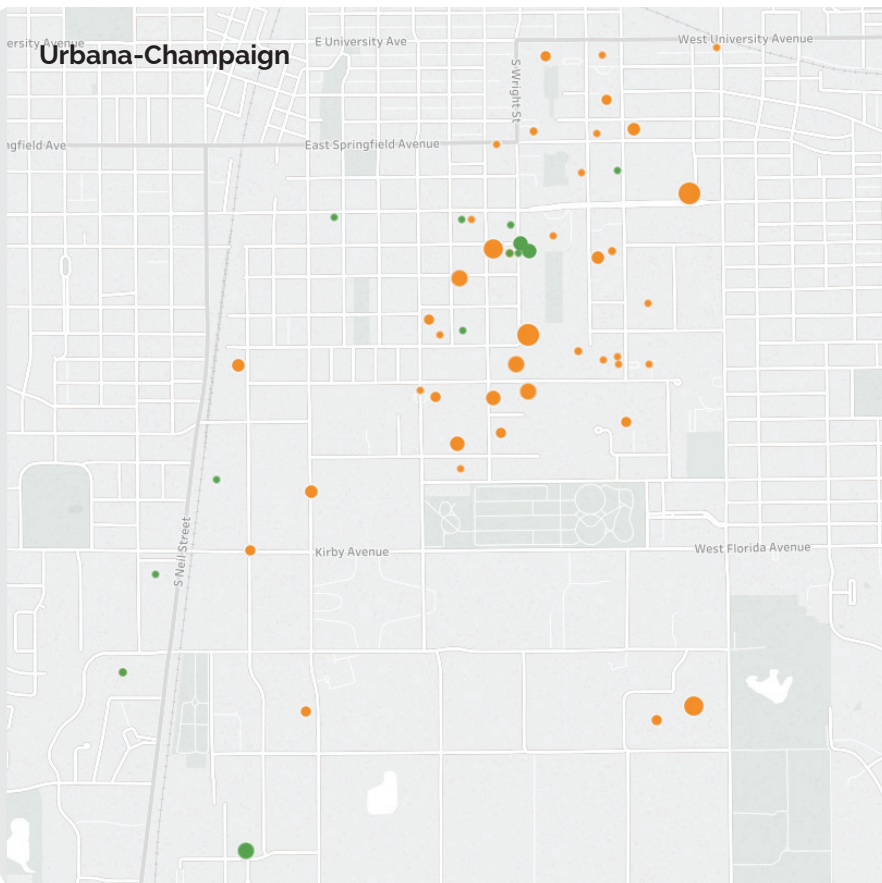 ersity Avenue
Urbana-Champaign
E University Ave
West University Avenue
S Wright St
ngfield Ave
East Springfield Avenue
S Neil Street
Kirby Avenue
West Florida Avenue